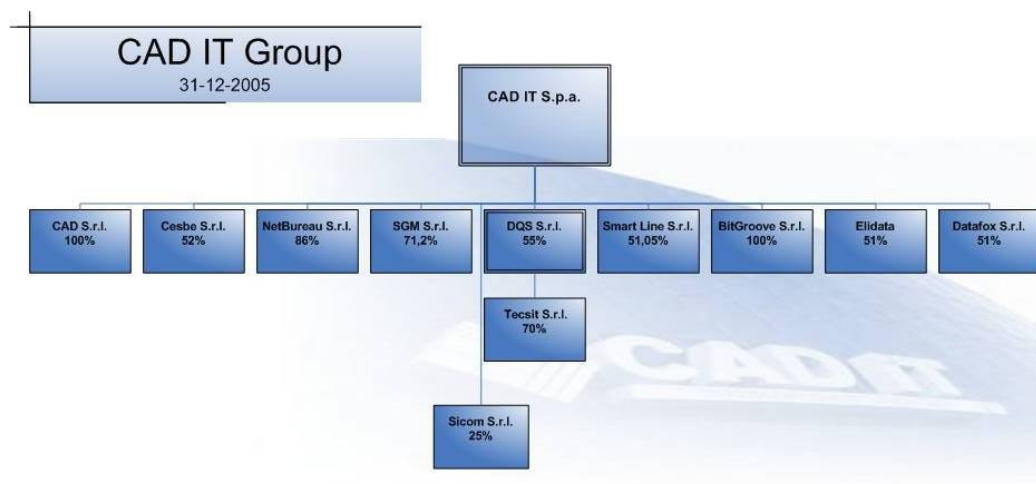 CAD IT Group
31-12-2005
CAD IT S.p.a.
CAD S.r.l.
100%
Cesbe S.r.l.
52%
NetBureau S.r.l.
86%
SGM S.r.l.
71,2%
DQS S.r.l.
55%
Smart Line S.r.l.
51,05%
BitGroove S.r.l.
100%
Elidata
51%
Datafox S.r.l.
51%
Tecsit S.r.l.
70%
Sicom S.r.l.
25%
CAD IT